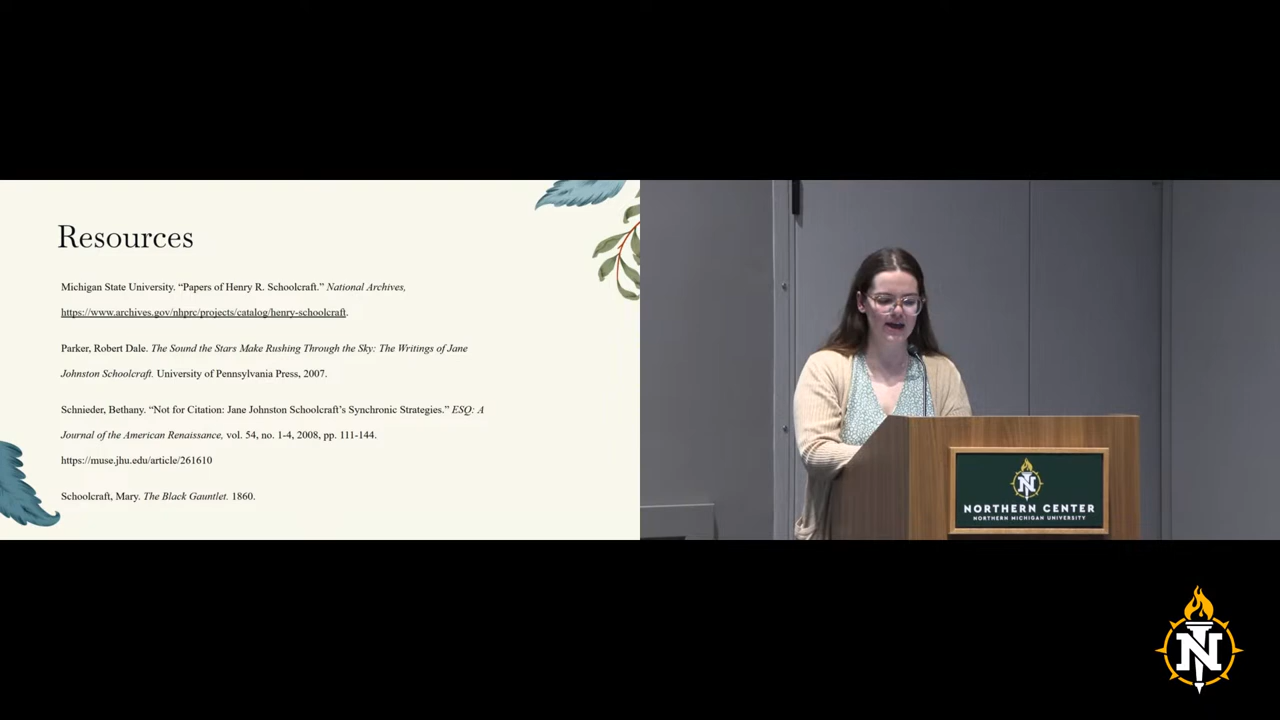 Resources
Michigan State University. “Papers of Henry R. Schoolcraft.” National Archives,
https://www.archives.gov/nhprc/projects/catalog/henry-schoolcraft.
Parker, Robert Dale. The Sound the Stars Make Rushing Through the Sky: The Writings of Jane
Johnston Schoolcraft. University of Pennsylvania Press, 2007.
Schnieder, Bethany. “Not for Citation: Jane Johnston Schoolcraft’s Synchronic Strategies.” ESQ: A
Journal of the American Renaissance, vol. 54, no. 1-4, 2008, pp. 111-144.
https://muse.jhu.edu/article/261610
Schoolcraft, Mary. The Black Gauntlet. 1860.
N
NORTHERN CENTER
NORTHERN MICHIGAN UNIVERSITY
N